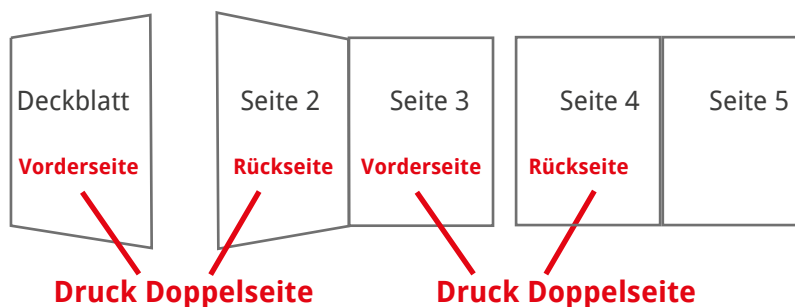 Deckblatt
Seite 2
Seite 3
Seite 4
Seite 5
Vorderseite
Rückseite
Vorderseite
Rückseite
Druck Doppelseite
Druck Doppelseite